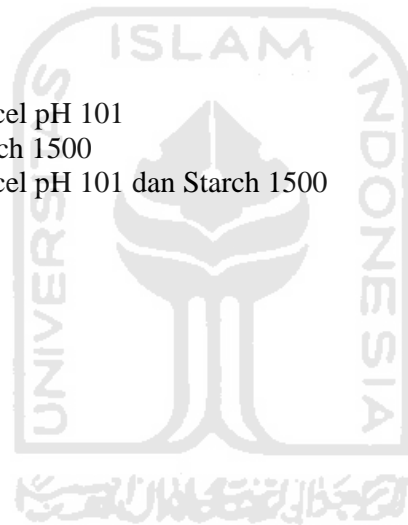 ISLAM
UNIVERSITAS
INDONESIA
cel pH 101
ch 1500
cel pH 101 dan Starch 1500